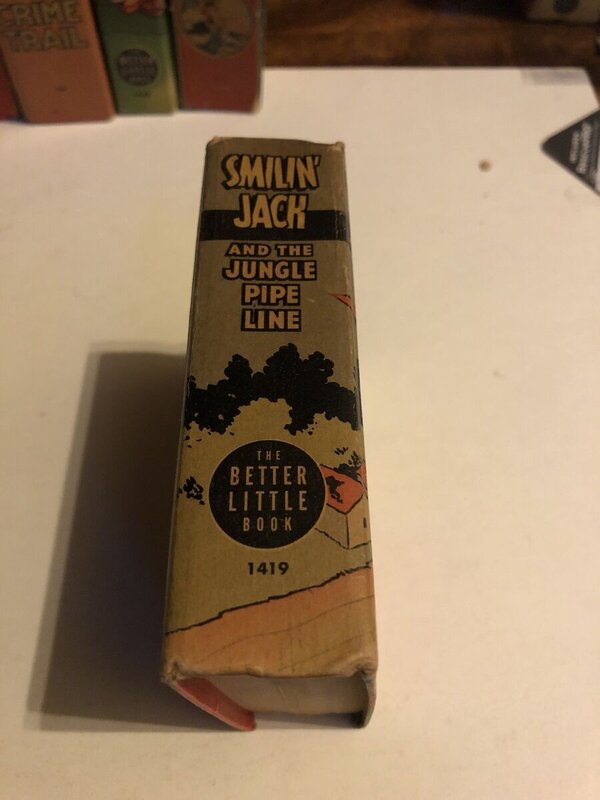 CRIME
TRAIL
SMILIN'
JACK
AND THE
JUNGLE
PIPE
LINE
THE
BETTER
LITTLE
BOOK
1419